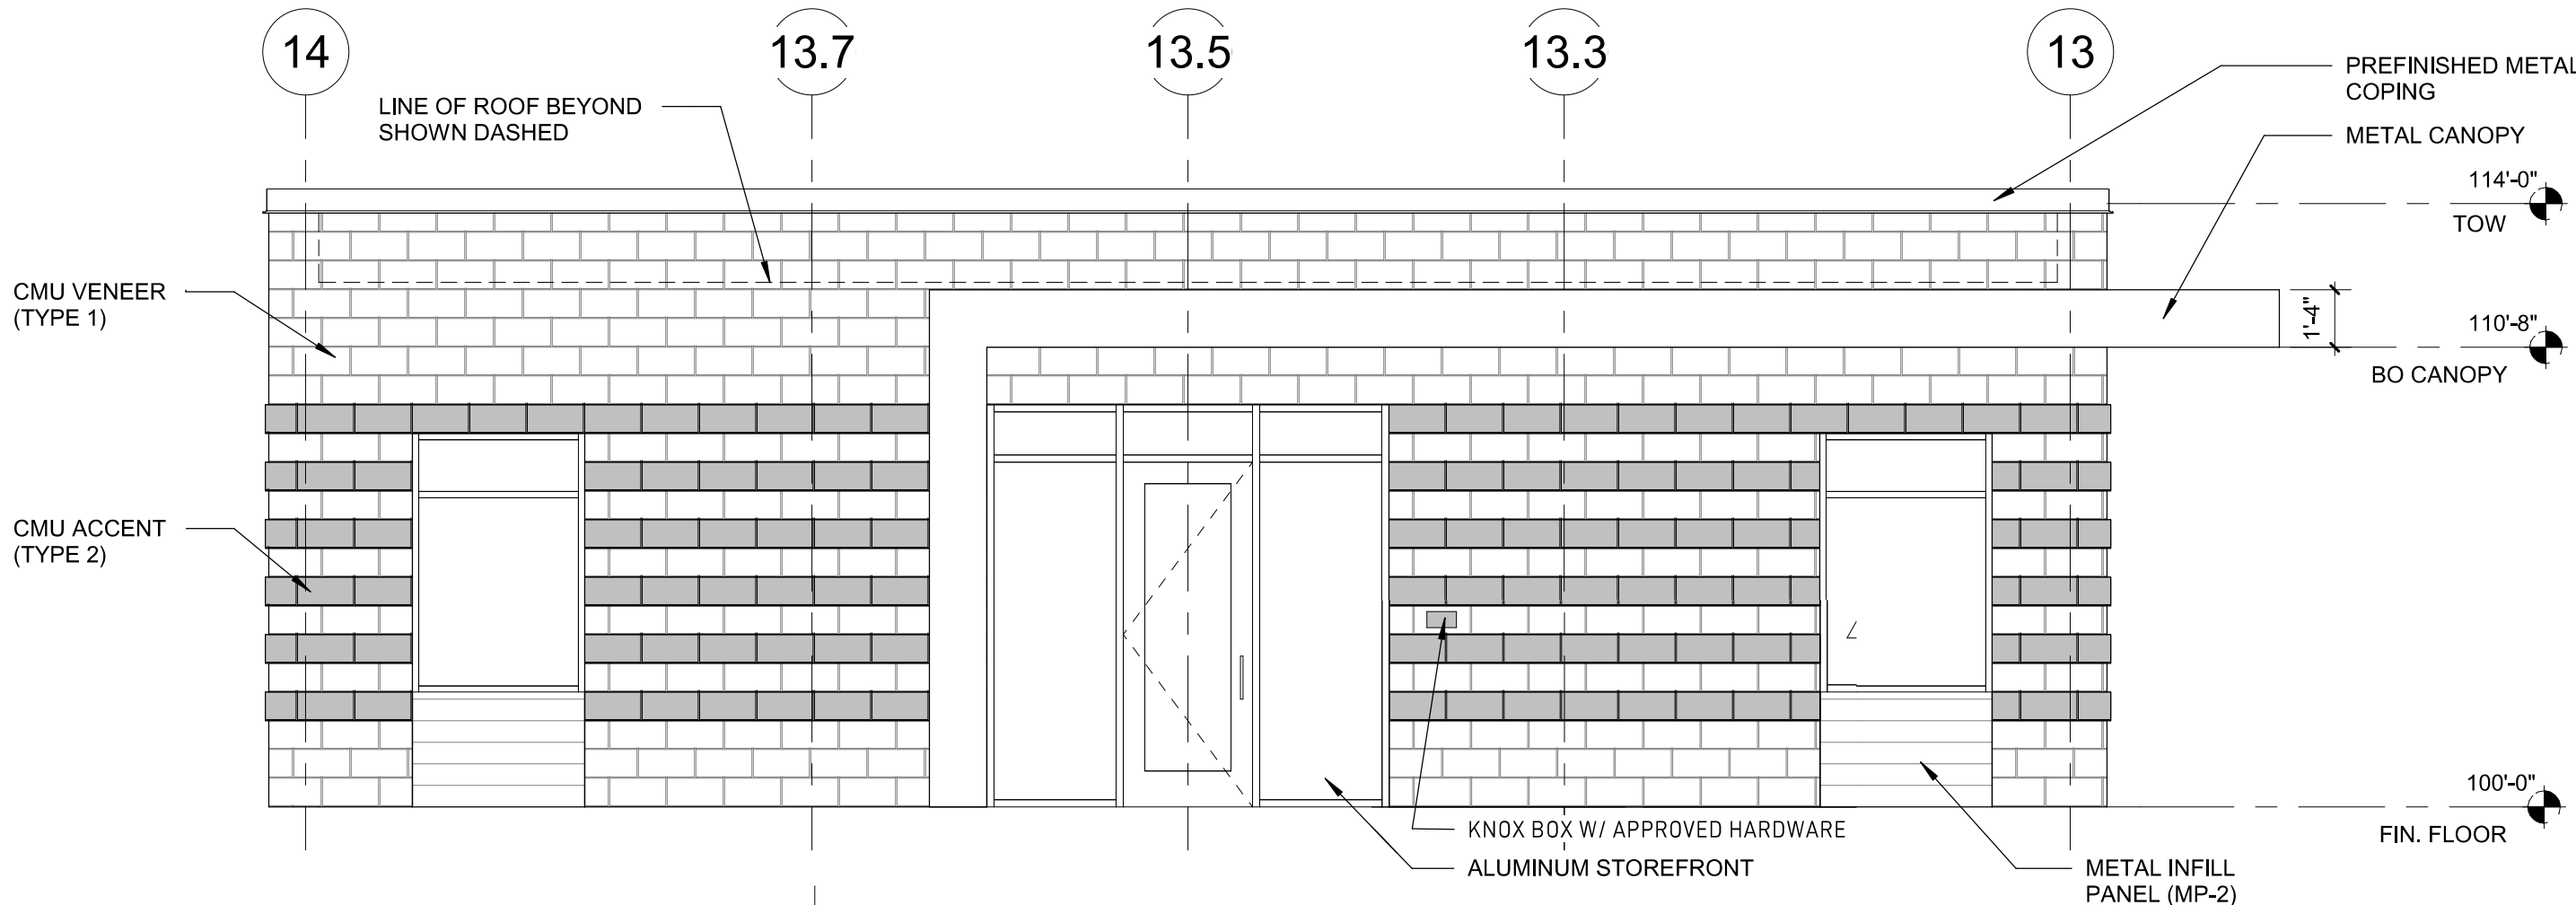 14
13.7
13.5
13.3
13
LINE OF ROOF BEYOND
SHOWN DASHED
PREFINISHED METAL
COPING
METAL CANOPY
114'-0"
TOW
CMU VENEER
(TYPE 1)
1'-4"
110'-8"
BO CANOPY
CMU ACCENT
(TYPE 2)
100'-0"
FIN. FLOOR
KNOX BOX W/ APPROVED HARDWARE
ALUMINUM STOREFRONT
METAL INFILL
PANEL (MP-2)